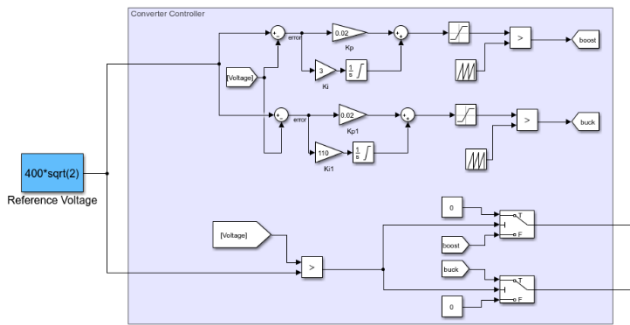 Converter Controller
0.02
boost
error
Kp
>
[Voltage]
3
1
s
Ki
0.02
buck
error
Kp1
>
110
1
s
Ki1
400*sqrt(2)
Reference Voltage
0
T
F
[Voltage]
boost
>
buck
T
F
0